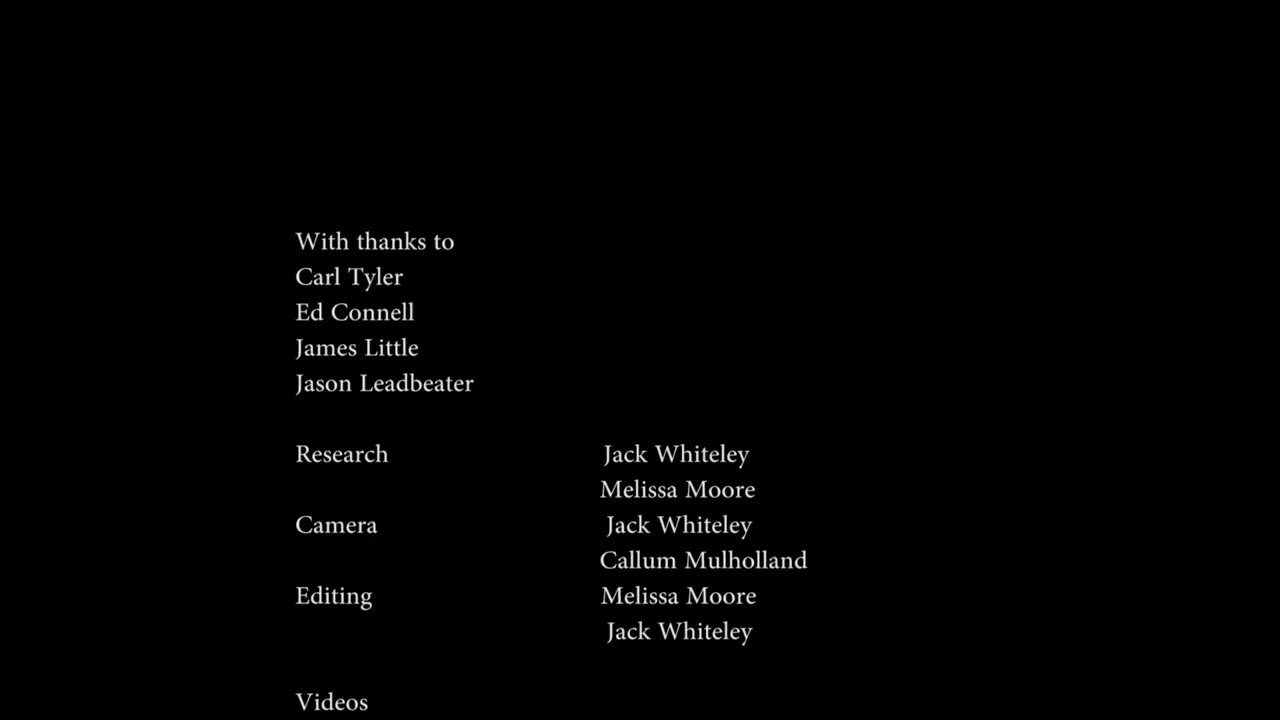 With thanks to
Carl Tyler
Ed Connell
James Little
Jason Leadbeater
Research Jack Whiteley
Melissa Moore
Camera Jack Whiteley
Callum Mulholland
Editing Melissa Moore
Jack Whiteley
Videos